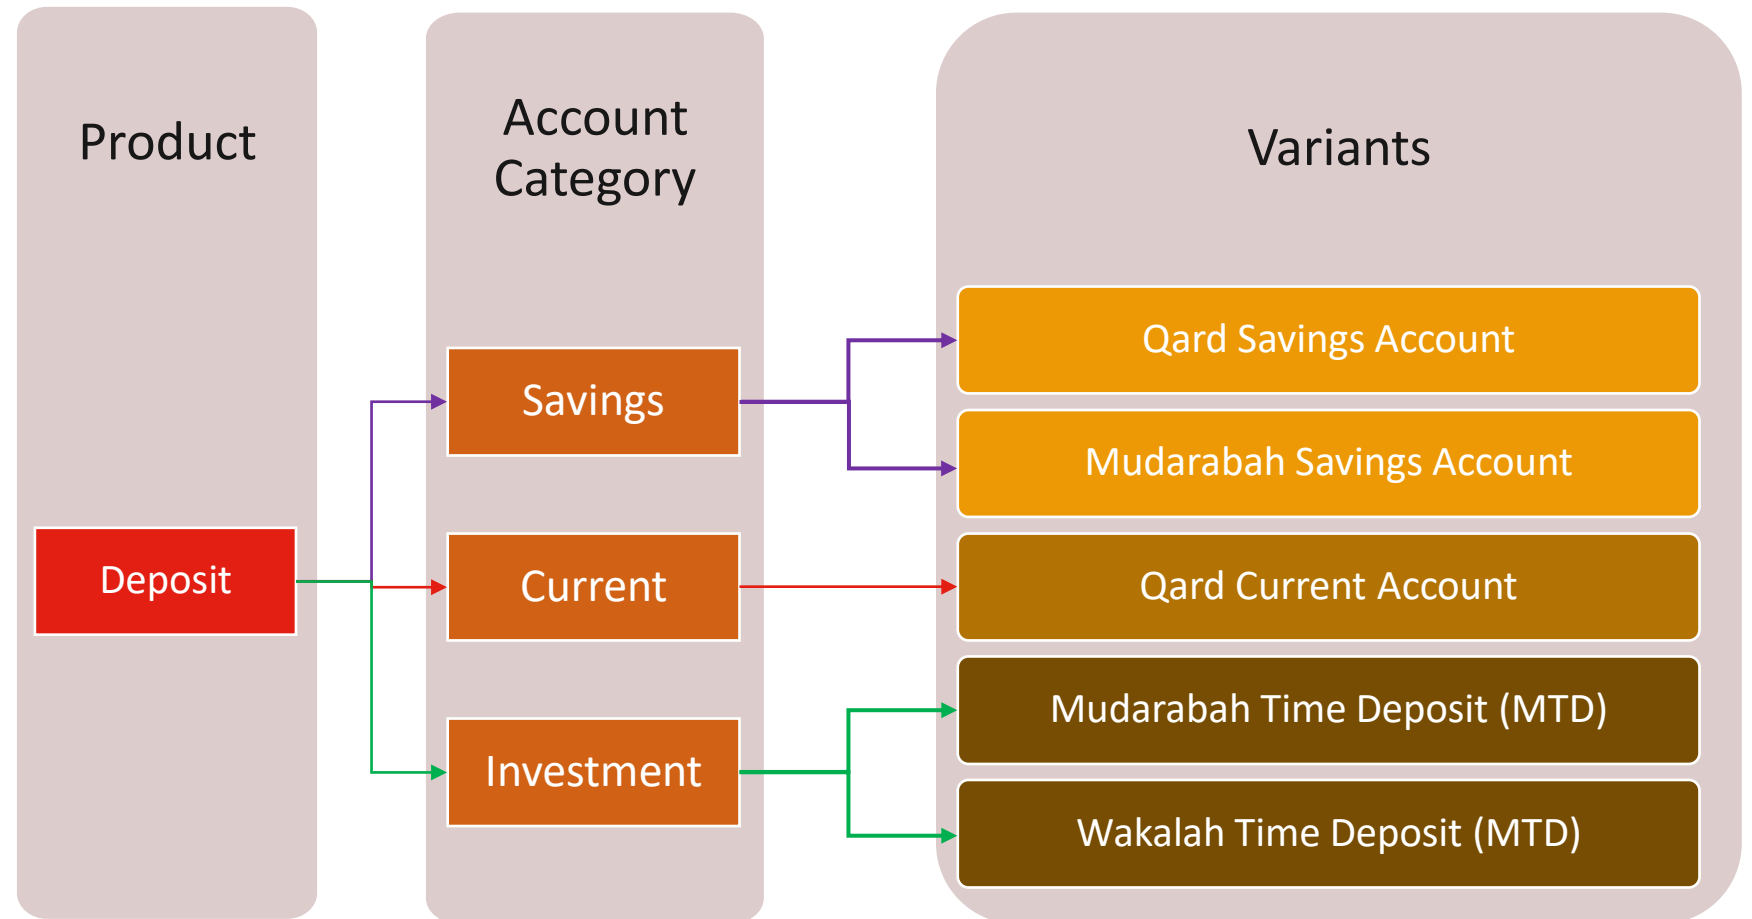 Product
Account
Category
Variants
Deposit
Savings
Current
Investment
Qard Savings Account
Mudarabah Savings Account
Qard Current Account
Mudarabah Time Deposit (MTD)
Wakalah Time Deposit (MTD)